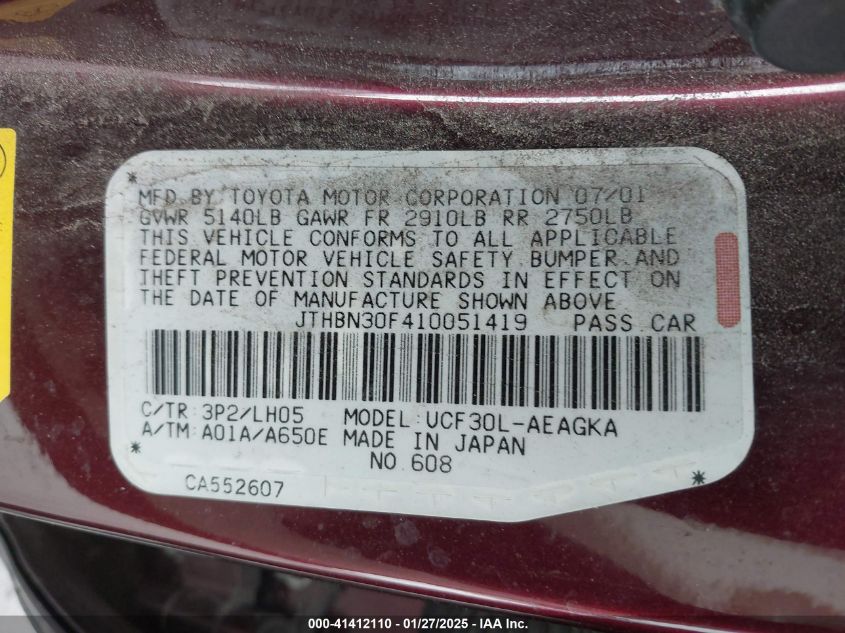 MFD BY TOYOTA MOTOR CORPORATION 07/01
GVWR 5140LB GAWR FR 2910LB RR 2750LB
THIS VEHICLE CONFORMS TO ALL APPLICABLE
FEDERAL MOTOR VEHICLE SAFETY BUMPER AND
THEFT PREVENTION STANDARDS IN EFFECT ON
THE DATE OF MANUFACTURE SHOWN ABOVE
JTHBN30F410051419 PASS CAR
C/TR:3P2/LH05 MODEL:UCF30L-AEAGKA
A/TM:A01A/A650E MADE IN JAPAN
NO.608
CA552607
000-41412110 / 01/27/2025 - IAA Inc.